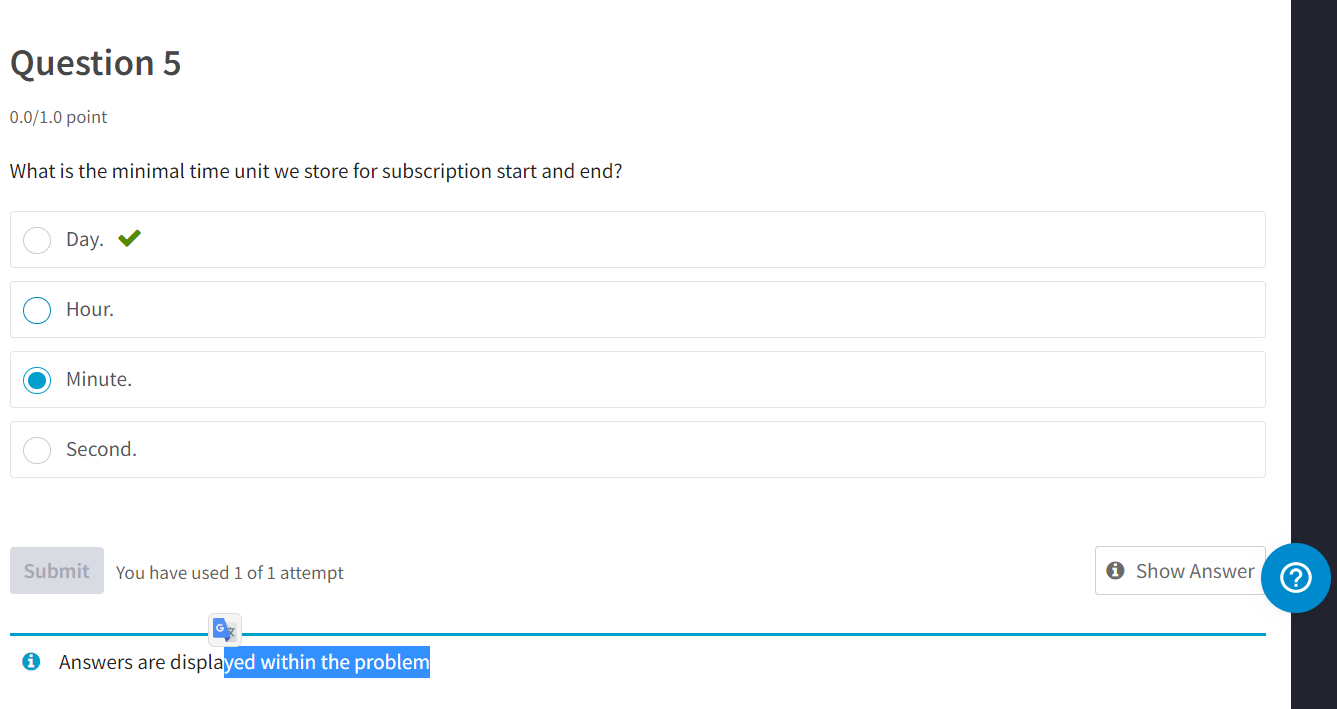 Question 5
0.0/1.0 point
What is the minimal time unit we store for subscription start and end?
Day.
Hour.
Minute.
Second.
Submit
You have used 1 of 1 attempt
Show Answer
Answers are displayed within the problem